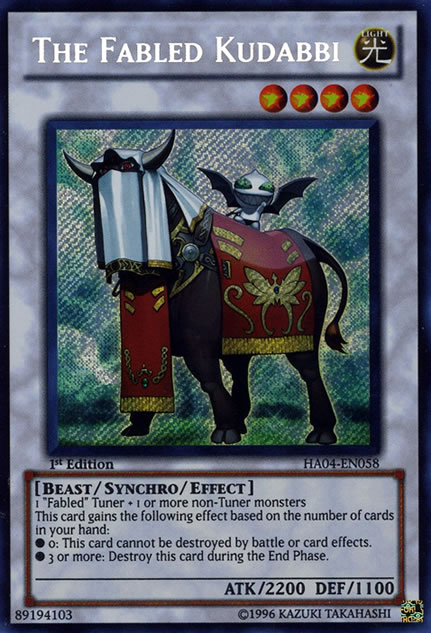 THE FABLED KUDABBI
LIGHT
光
1st Edition
HA04-EN058
[BEAST/SYNCHRO/EFFECT]
1 "Fabled" Tuner + 1 or more non-Tuner monsters
This card gains the following effect based on the number of cards
in your hand:
● 0: This card cannot be destroyed by battle or card effects.
● 3 or more: Destroy this card during the End Phase.
ATK/2200 DEF/1100
89194103
©1996 KAZUKI TAKAHASHI